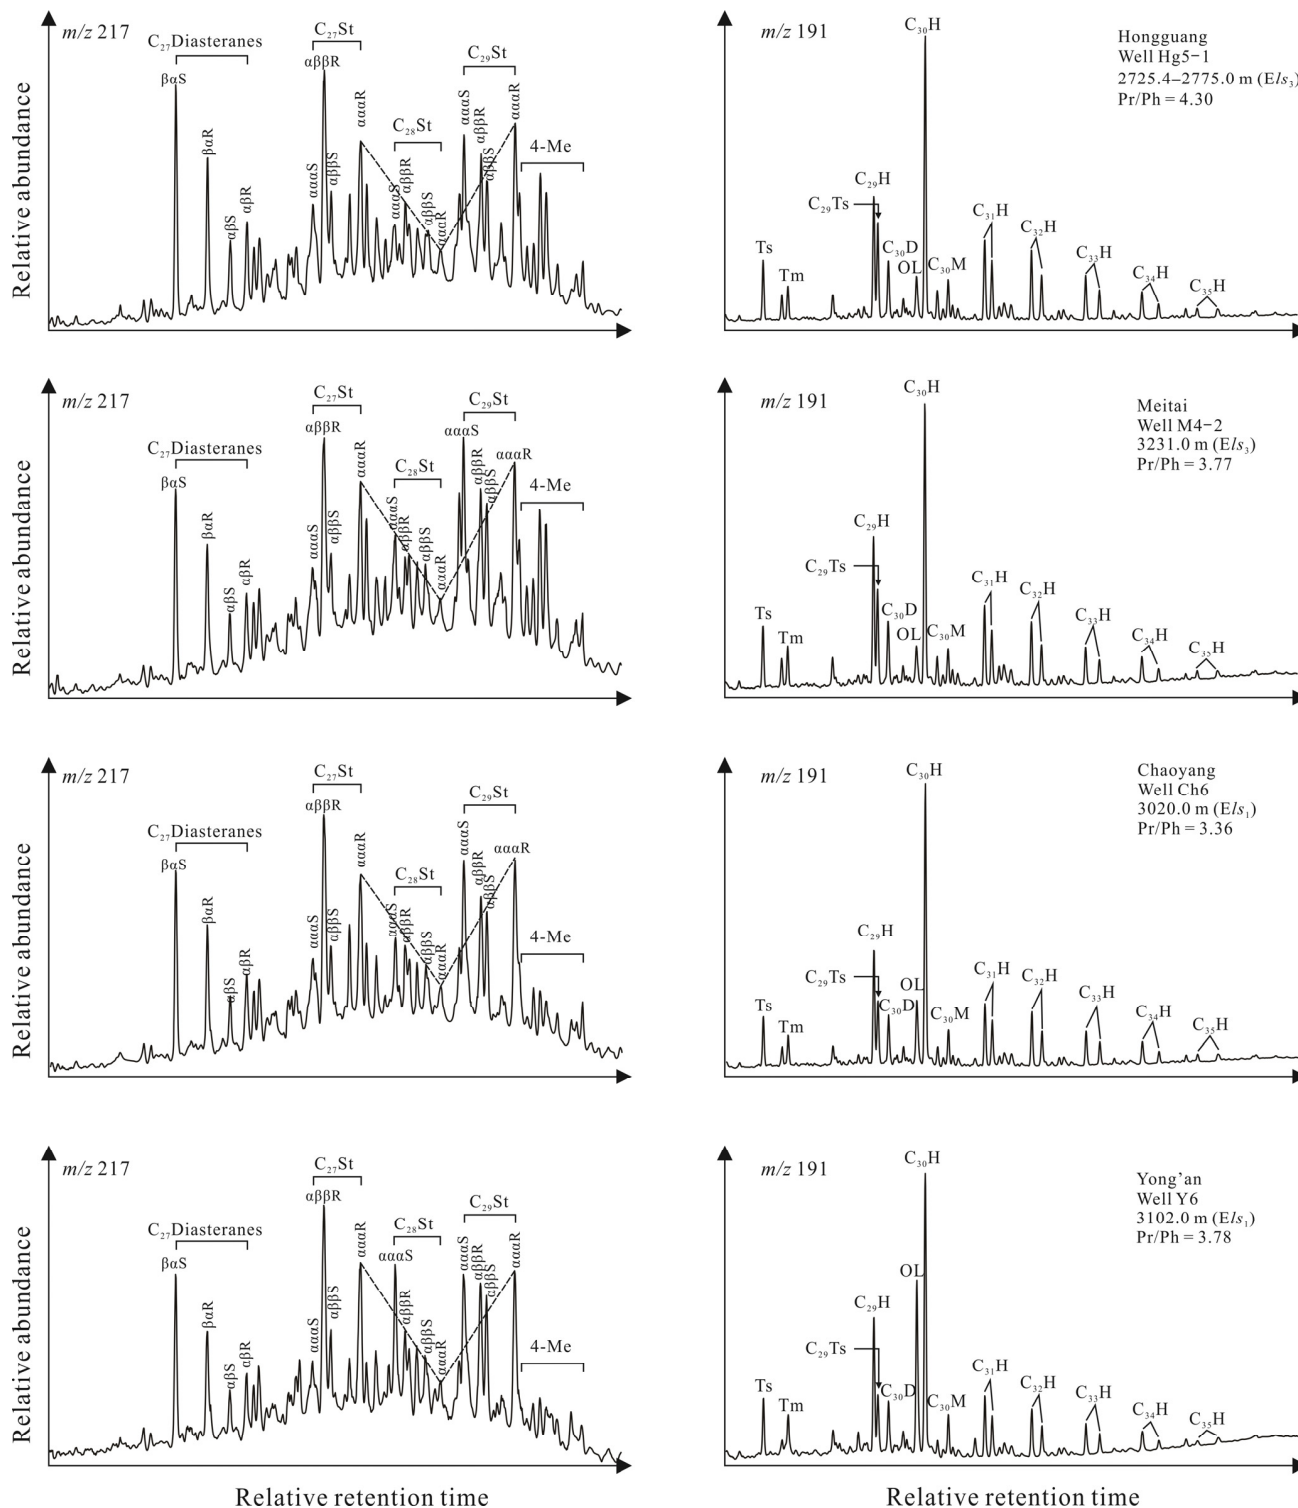 m/z 217
C₂₇Diasteranes
βαS
βαR
αβS
αβR
C₂₇St
αααS
αββR
αββS
αααR
C₂₈St
αααS
αββR
αββS
αααR
C₂₉St
αααS
αββR
αββS
αααR
4-Me
Relative abundance
m/z 191
Ts
Tm
C₂₉H
C₂₉Ts
C₃₀D
OL
C₃₀H
C₃₀M
C₃₁H
C₃₂H
C₃₃H
C₃₄H
C₃₅H
Hongguang
Well Hg5-1
2725.4–2775.0 m (Els₃)
Pr/Ph = 4.30
m/z 217
C₂₇Diasteranes
βαS
βαR
αβS
αβR
C₂₇St
αααS
αββR
αββS
αααR
C₂₈St
αααS
αββR
αββS
αααR
C₂₉St
αααS
αββR
αββS
αααR
4-Me
Relative abundance
m/z 191
Ts
Tm
C₂₉H
C₂₉Ts
C₃₀D
OL
C₃₀H
C₃₀M
C₃₁H
C₃₂H
C₃₃H
C₃₄H
C₃₅H
Meitai
Well M4-2
3231.0 m (Els₃)
Pr/Ph = 3.77
m/z 217
C₂₇Diasteranes
βαS
βαR
αβS
αβR
C₂₇St
αααS
αββR
αββS
αααR
C₂₈St
αααS
αββR
αββS
αααR
C₂₉St
αααS
αββR
αββS
αααR
4-Me
Relative abundance
m/z 191
Ts
Tm
C₂₉H
C₂₉Ts
C₃₀D
OL
C₃₀H
C₃₀M
C₃₁H
C₃₂H
C₃₃H
C₃₄H
C₃₅H
Chaoyang
Well Ch6
3020.0 m (Els₁)
Pr/Ph = 3.36
m/z 217
C₂₇Diasteranes
βαS
βαR
αβS
αβR
C₂₇St
αααS
αββR
αββS
αααR
C₂₈St
αααS
αββR
αββS
αααR
C₂₉St
αααS
αββR
αββS
αααR
4-Me
Relative abundance
m/z 191
Ts
Tm
C₂₉H
C₂₉Ts
C₃₀D
OL
C₃₀H
C₃₀M
C₃₁H
C₃₂H
C₃₃H
C₃₄H
C₃₅H
Yong'an
Well Y6
3102.0 m (Els₁)
Pr/Ph = 3.78
Relative retention time
Relative retention time